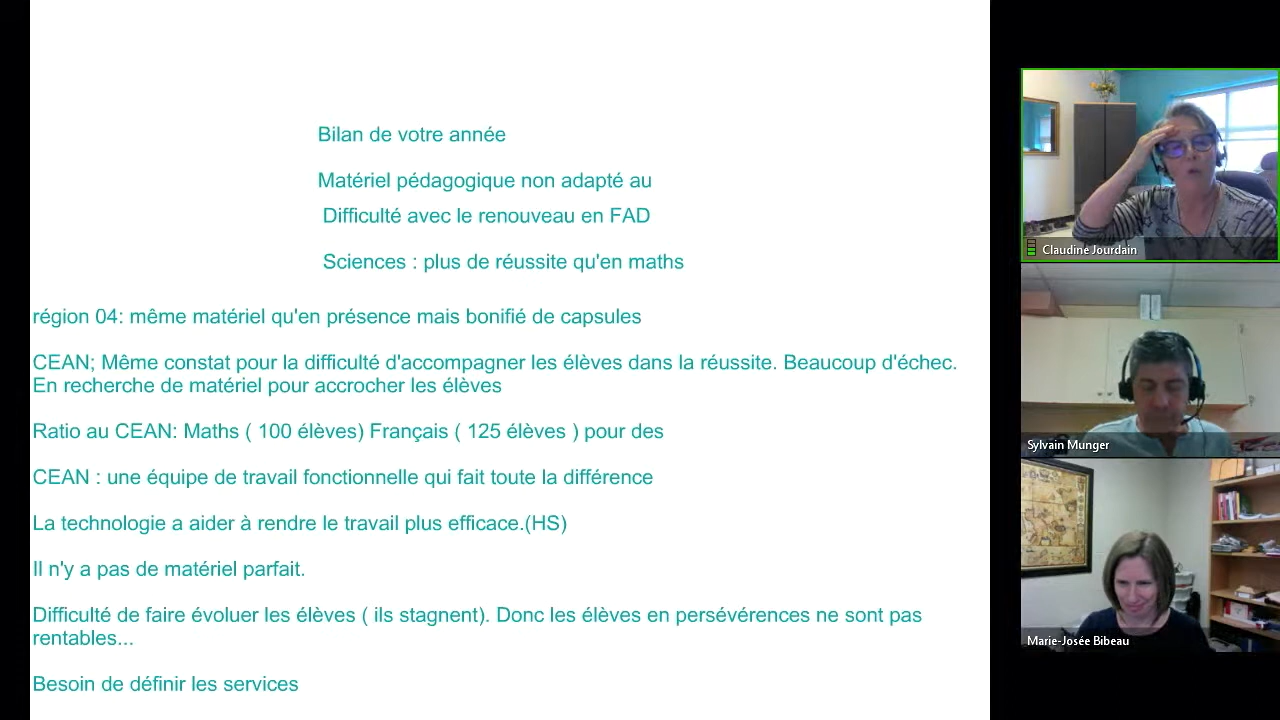 Bilan de votre année
Matériel pédagogique non adapté au
Difficulté avec le renouveau en FAD
Sciences : plus de réussite qu'en maths
région 04: même matériel qu'en présence mais bonifié de capsules
CEAN; Même constat pour la difficulté d'accompagner les élèves dans la réussite. Beaucoup d'échec.
En recherche de matériel pour accrocher les élèves
Ratio au CEAN: Maths ( 100 élèves) Français ( 125 élèves ) pour des
CEAN : une équipe de travail fonctionnelle qui fait toute la différence
La technologie a aider à rendre le travail plus efficace.(HS)
Il n'y a pas de matériel parfait.
Difficulté de faire évoluer les élèves ( ils stagnent). Donc les élèves en persévérences ne sont pas
rentables...
Besoin de définir les services
Claudine Jourdain
Sylvain Munger
Marie-Josée Bibeau